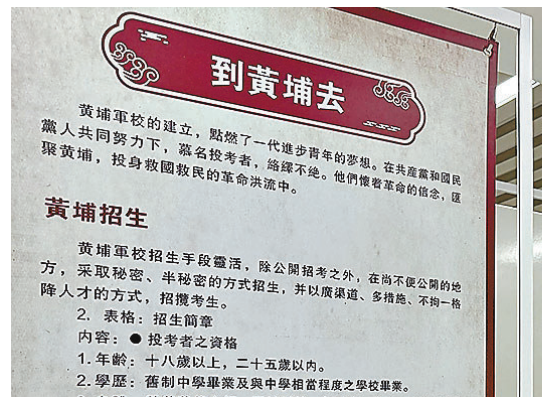 到黃埔去
黃埔軍校的建立，點燃了一代進步青年的夢想。在共產黨和國民
黨人共同努力下，慕名投考者，絡繹不絕。他們懷着革命的信念，匯
聚黃埔，投身救國救民的革命洪流中。
黃埔招生
黃埔軍校招生手段靈活，除公開招考之外，在尚不便公開的地
方，采取秘密、半秘密的方式招生，并以廣渠道、多措施、不拘一格
降人才的方式，招攬考生。
2. 表格：招生簡章
内容：● 投考者之資格
1.年齡：十八歲以上，二十五歲以内。
2.學歷：舊制中學畢業及與中學相當程度之學校畢業。